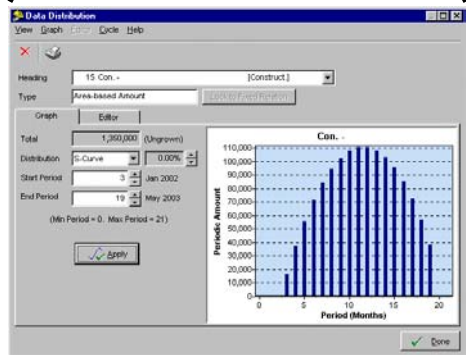 Data Distribution
View Graph Editor Cycle Help
Heading 15 Con. - [Construct.]
Type Area-based Amount
Graph Editor
Total 1,350,000 (Ungrown)
Distribution S-Curve 0.00%
Start Period 3 Jan 2002
End Period 19 May 2003
(Min Period = 0. Max Period = 21)
Apply
Con. -
Periodic Amount
110,000
100,000
90,000
80,000
70,000
60,000
50,000
40,000
30,000
20,000
10,000
0 5 10 15 20
Period (Months)
Done